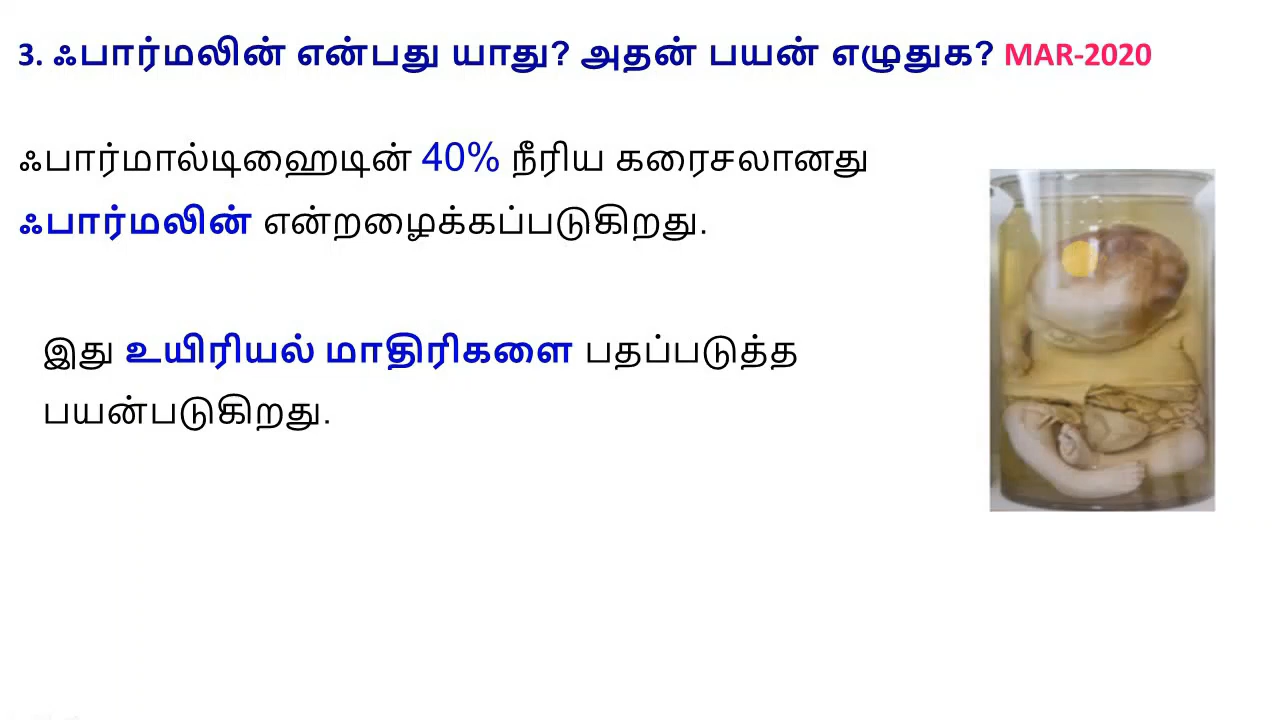 3. ஃபார்மலின் என்பது யாது? அதன் பயன் எழுதுக? MAR-2020
ஃபார்மால்டிஹைடின் 40% நீரிய கரைசலானது
ஃபார்மலின் என்றழைக்கப்படுகிறது.
இது உயிரியல் மாதிரிகளை பதப்படுத்த
பயன்படுகிறது.